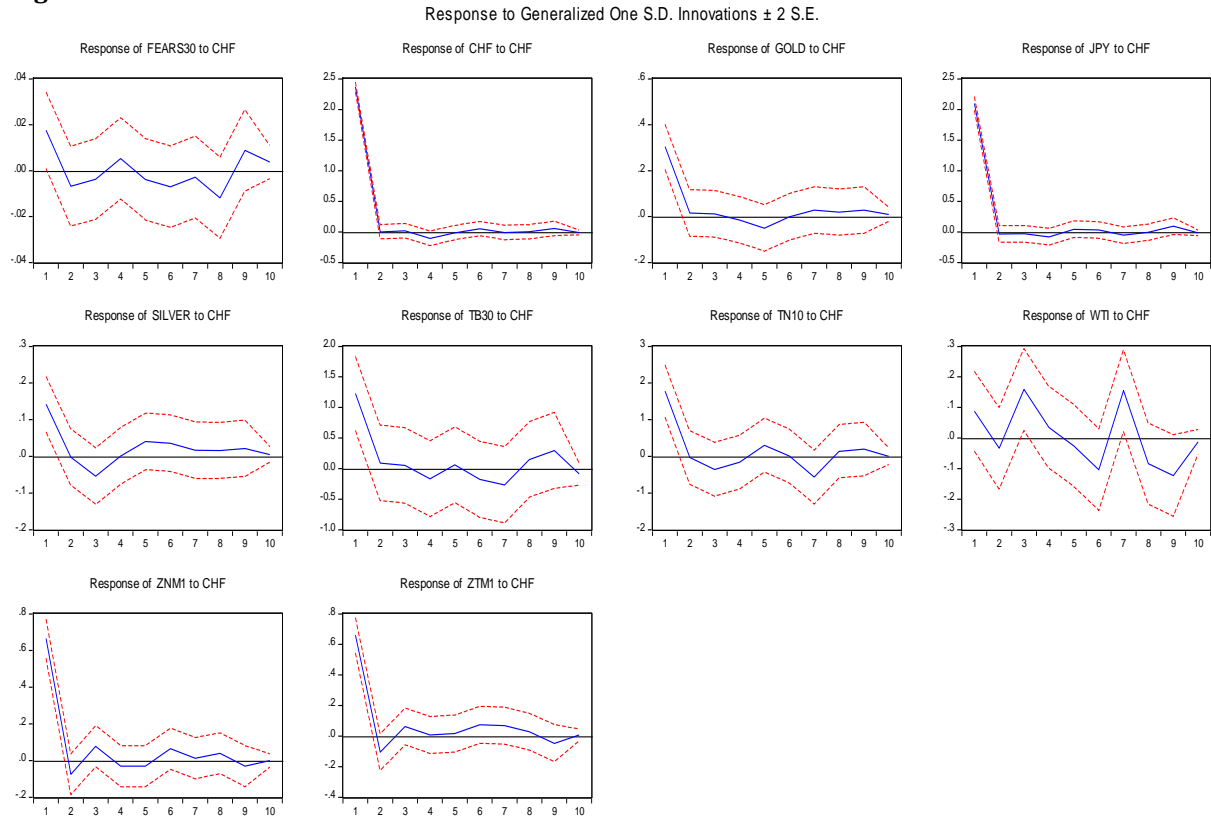 g
Response to Generalized One S.D. Innovations ± 2 S.E.
Response of FEARS30 to CHF
.04
.02
.00
-.02
-.04
1 2 3 4 5 6 7 8 9 10
Response of CHF to CHF
2.5
2.0
1.5
1.0
0.5
0.0
-0.5
1 2 3 4 5 6 7 8 9 10
Response of GOLD to CHF
.6
.4
.2
.0
-.2
1 2 3 4 5 6 7 8 9 10
Response of JPY to CHF
2.5
2.0
1.5
1.0
0.5
0.0
-0.5
1 2 3 4 5 6 7 8 9 10
Response of SILVER to CHF
.3
.2
.1
.0
-.1
-.2
1 2 3 4 5 6 7 8 9 10
Response of TB30 to CHF
2.0
1.5
1.0
0.5
0.0
-0.5
-1.0
1 2 3 4 5 6 7 8 9 10
Response of TN10 to CHF
3
2
1
0
-1
-2
1 2 3 4 5 6 7 8 9 10
Response of WTI to CHF
.3
.2
.1
.0
-.1
-.2
-.3
1 2 3 4 5 6 7 8 9 10
Response of ZNM1 to CHF
.8
.6
.4
.2
.0
-.2
1 2 3 4 5 6 7 8 9 10
Response of ZTM1 to CHF
.8
.6
.4
.2
.0
-.2
-.4
1 2 3 4 5 6 7 8 9 10